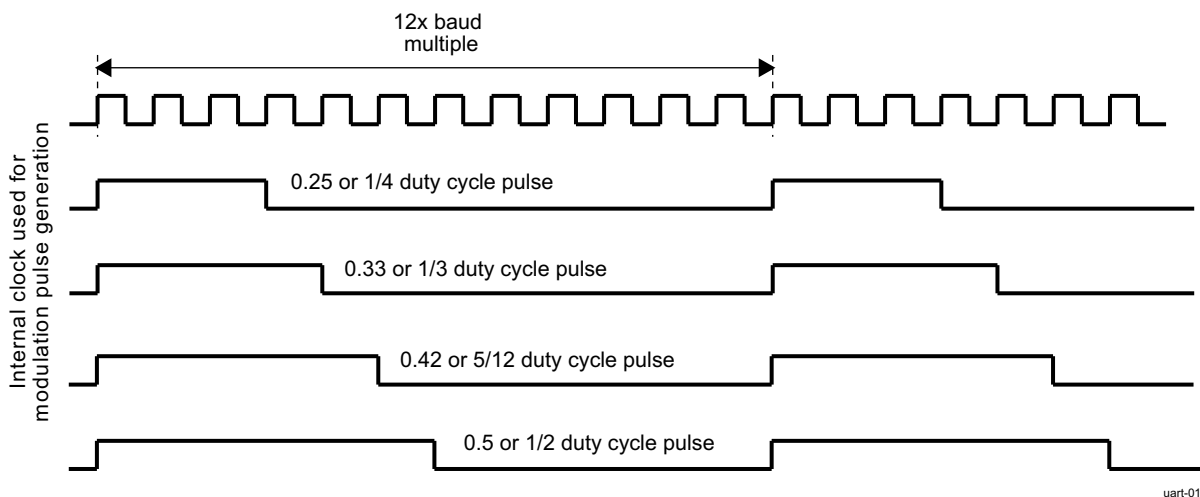 12x baud
multiple
Internal clock used for
modulation pulse generation
0.25 or 1/4 duty cycle pulse
0.33 or 1/3 duty cycle pulse
0.42 or 5/12 duty cycle pulse
0.5 or 1/2 duty cycle pulse
uart-01